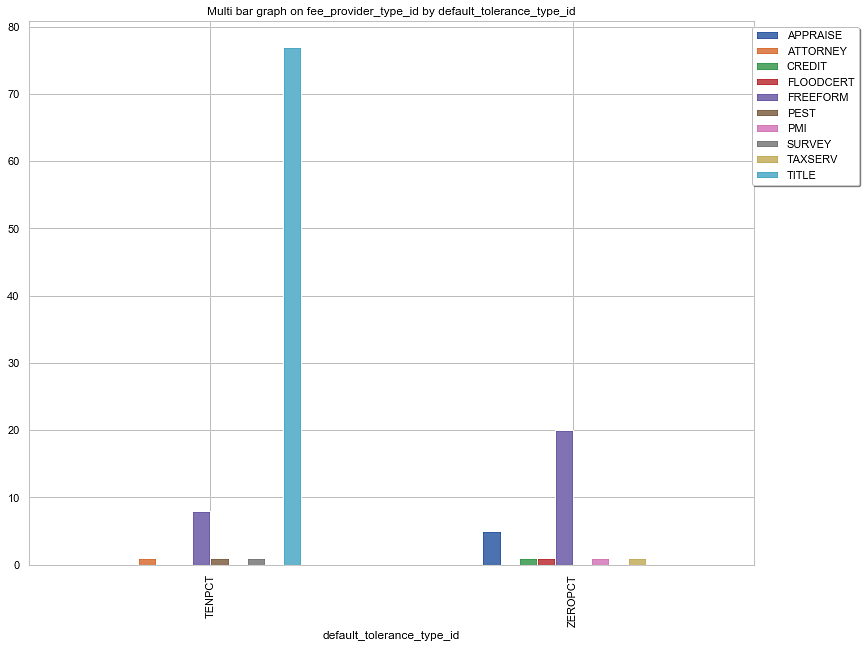 Multi bar graph on fee_provider_type_id by default_tolerance_type_id
80
70
60
50
40
30
20
10
0
APPRAISE
ATTORNEY
CREDIT
FLOODCERT
FREEFORM
PEST
PMI
SURVEY
TAXSERV
TITLE
TENPCT
ZEROPCT
default_tolerance_type_id